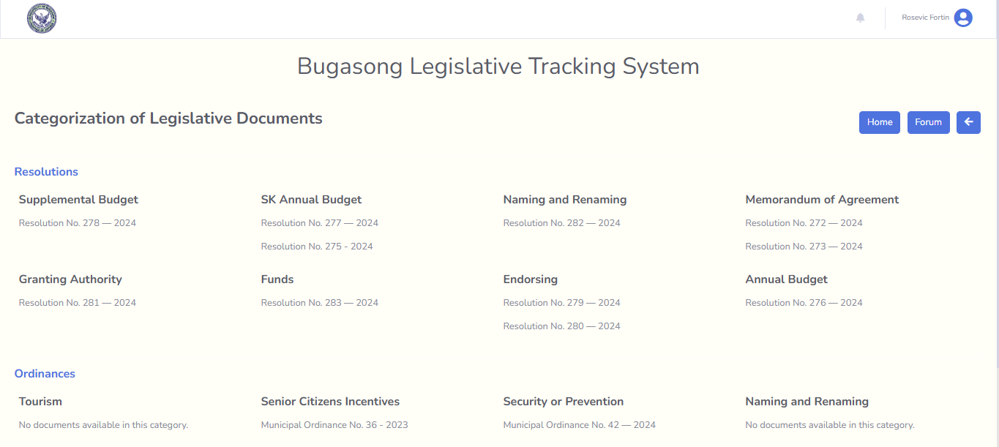 Rosevic Fortin
Bugasong Legislative Tracking System
Categorization of Legislative Documents
Home Forum
Resolutions
Supplemental Budget SK Annual Budget Naming and Renaming Memorandum of Agreement
Resolution No. 278 — 2024 Resolution No. 277 — 2024 Resolution No. 282 — 2024 Resolution No. 272 — 2024
Resolution No. 275 - 2024 Resolution No. 273 — 2024
Granting Authority Funds Endorsing Annual Budget
Resolution No. 281 — 2024 Resolution No. 283 — 2024 Resolution No. 279 — 2024 Resolution No. 276 — 2024
Resolution No. 280 — 2024
Ordinances
Tourism Senior Citizens Incentives Security or Prevention Naming and Renaming
No documents available in this category. Municipal Ordinance No. 36 - 2023 Municipal Ordinance No. 42 — 2024 No documents available in this category.